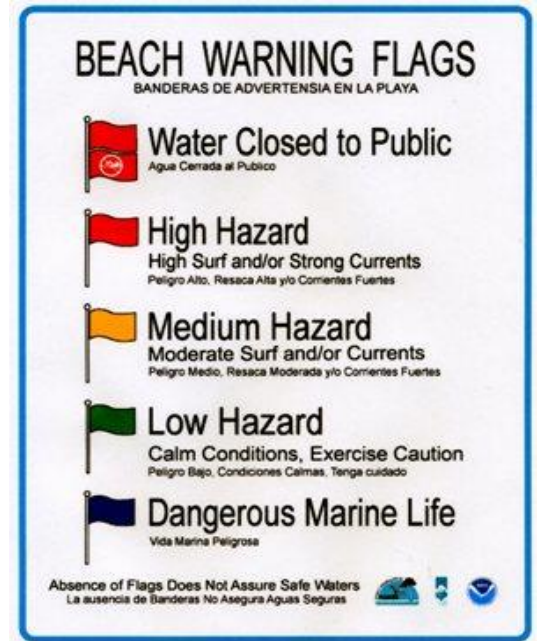 BEACH WARNING FLAGS
BANDERAS DE ADVERTENSIA EN LA PLAYA
Water Closed to Public
Agua Cerrada al Publico
High Hazard
High Surf and/or Strong Currents
Peligro Alto, Resaca Alta y/o Corrientes Fuertes
Medium Hazard
Moderate Surf and/or Currents
Peligro Medio, Resaca Moderada y/o Corrientes Fuertes
Low Hazard
Calm Conditions, Exercise Caution
Peligro Bajo, Condiciones Calmas, Tenga cuidado
Dangerous Marine Life
Vida Marina Peligrosa
Absence of Flags Does Not Assure Safe Waters
La ausencia de Banderas No Asegura Aguas Seguras